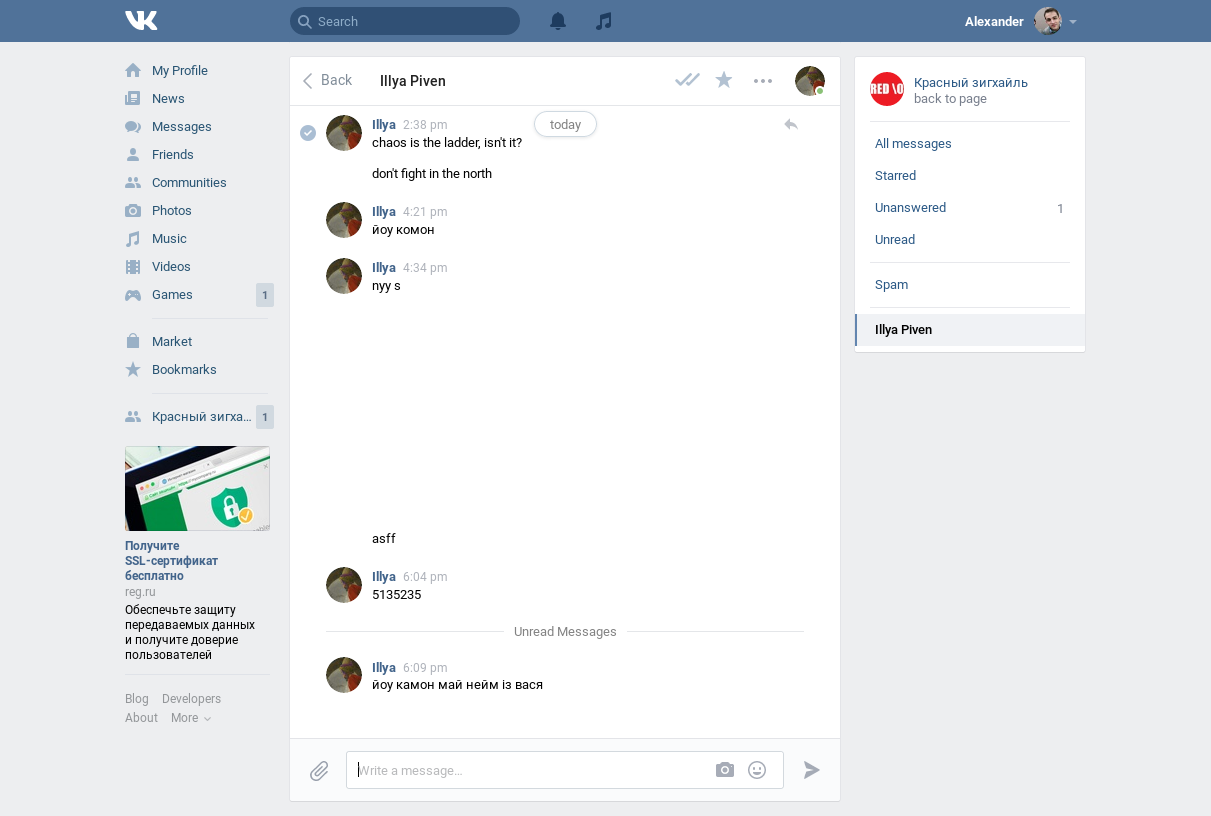 Search
Alexander
My Profile
News
Messages
Friends
Communities
Photos
Music
Videos
Games
1
Market
Bookmarks
Красный зигха...
1
Получите
SSL-сертификат
бесплатно
reg.ru
Обеспечьте защиту
передаваемых данных
и получите доверие
пользователей
Blog Developers
About More
Back
Illya Piven
today
Illya 2:38 pm
chaos is the ladder, isn't it?
don't fight in the north
Illya 4:21 pm
йоу комон
Illya 4:34 pm
nyy s
asff
Illya 6:04 pm
5135235
Unread Messages
Illya 6:09 pm
йоу камон май нейм із вася
Write a message...
RED \O
Красный зигхайль
back to page
All messages
Starred
Unanswered 1
Unread
Spam
Illya Piven